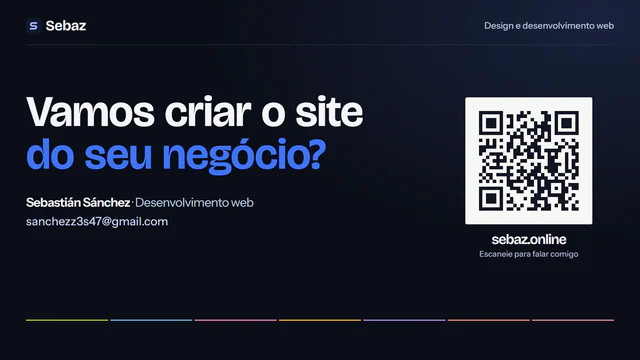 Sebaz
Design e desenvolvimento web
Vamos criar o site
do seu negócio?
Sebastián Sánchez · Desenvolvimento web
sanchezz3s47@gmail.com
sebaz.online
Escaneie para falar comigo